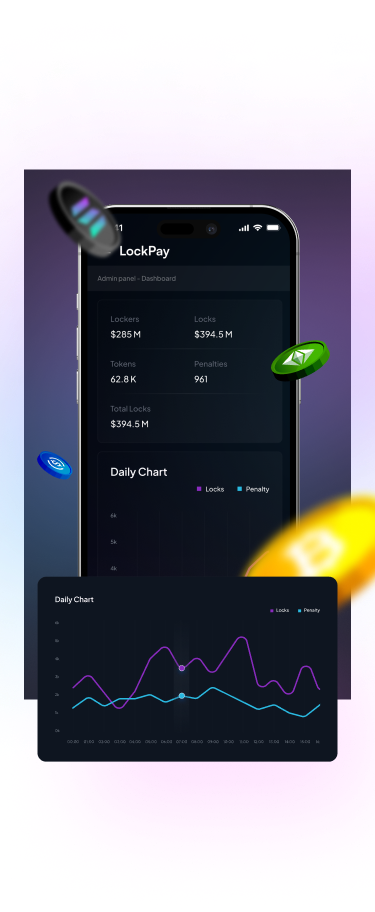 11
LockPay
Admin panel - Dashboard
Lockers Locks
$285 M $394.5 M
Tokens Penalties
62.8 K 961
Total Locks
$394.5 M
Daily Chart
Locks Penalty
6k
5k
4k
Daily Chart
Locks Penalty
6k
5k
4k
3k
2k
1k
0k
00:00 01:00 02:00 03:00 04:00 05:00 06:00 07:00 08:00 09:00 10:00 11:00 12:00 13:00 14:00 15:00